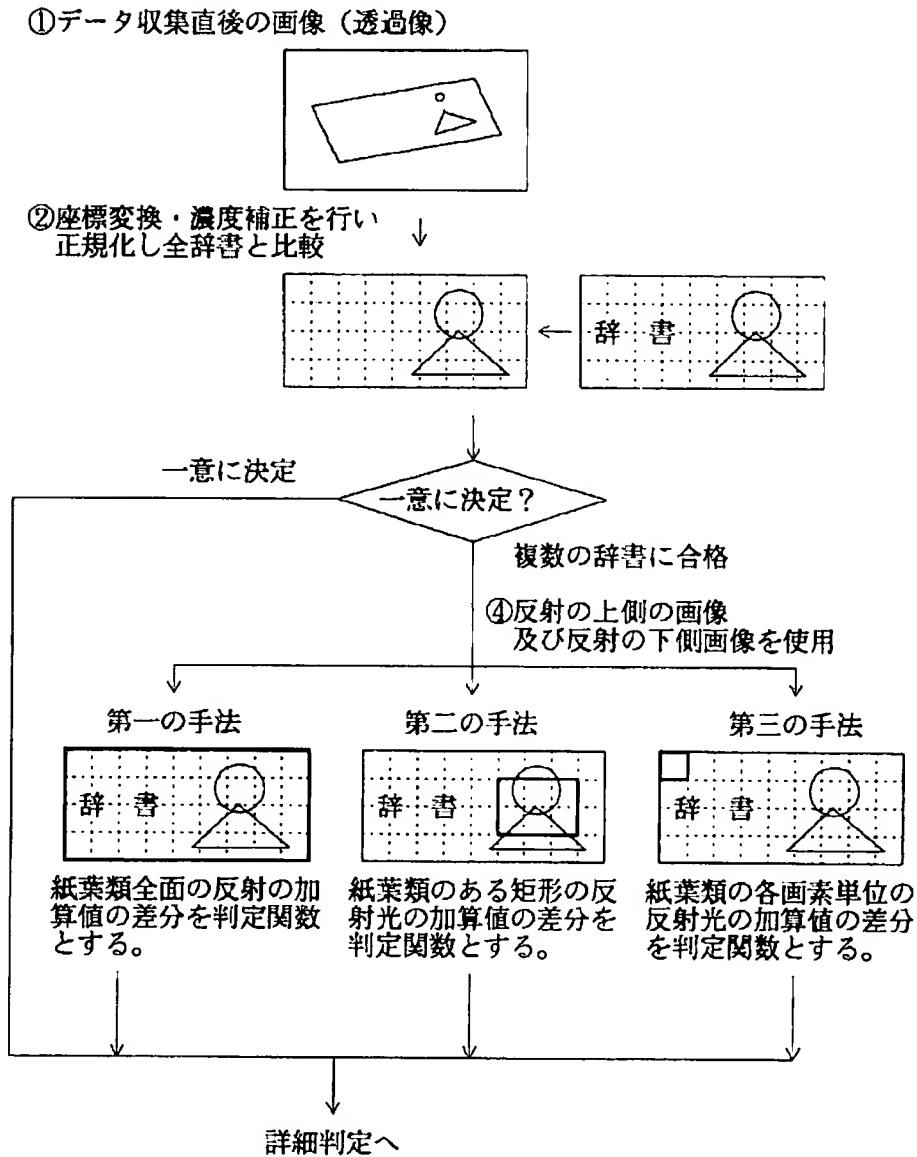 ①データ収集直後の画像（透過像）
②座標変換・濃度補正を行い
正規化し全辞書と比較
辞 書
一意に決定
一意に決定？
複数の辞書に合格
④反射の上側の画像
及び反射の下側画像を使用
第一の手法
第二の手法
第三の手法
辞 書
辞 書
辞 書
紙葉類全面の反射の加
算値の差分を判定関数
とする。
紙葉類のある矩形の反
射光の加算値の差分を
判定関数とする。
紙葉類の各画素単位の
反射光の加算値の差分
を判定関数とする。
詳細判定へ